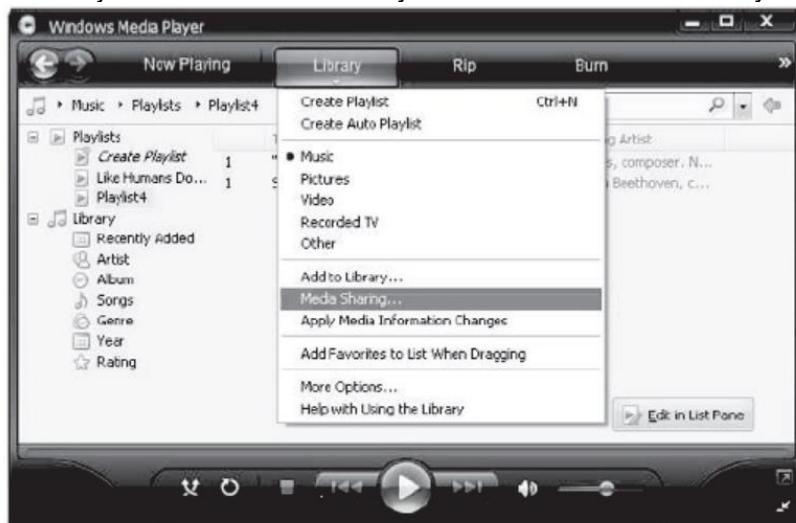 Windows Media Player
Now Playing Library Rip Burn »
Music ▸ Playlists ▸ Playlist4
Create Playlist Ctrl+N
Create Auto Playlist
Playlists
Create Playlist 1
Like Humans Do... 1
Playlist4
Library
Recently Added
Artist
Album
Songs
Genre
Year
Rating
Music
Pictures
Video
Recorded TV
Other
Add to Library...
Media Sharing...
Apply Media Information Changes
Add Favorites to List When Dragging
More Options...
Help with Using the Library
Artist
, composer. N...
Beethoven, c...
Edit in List Pane